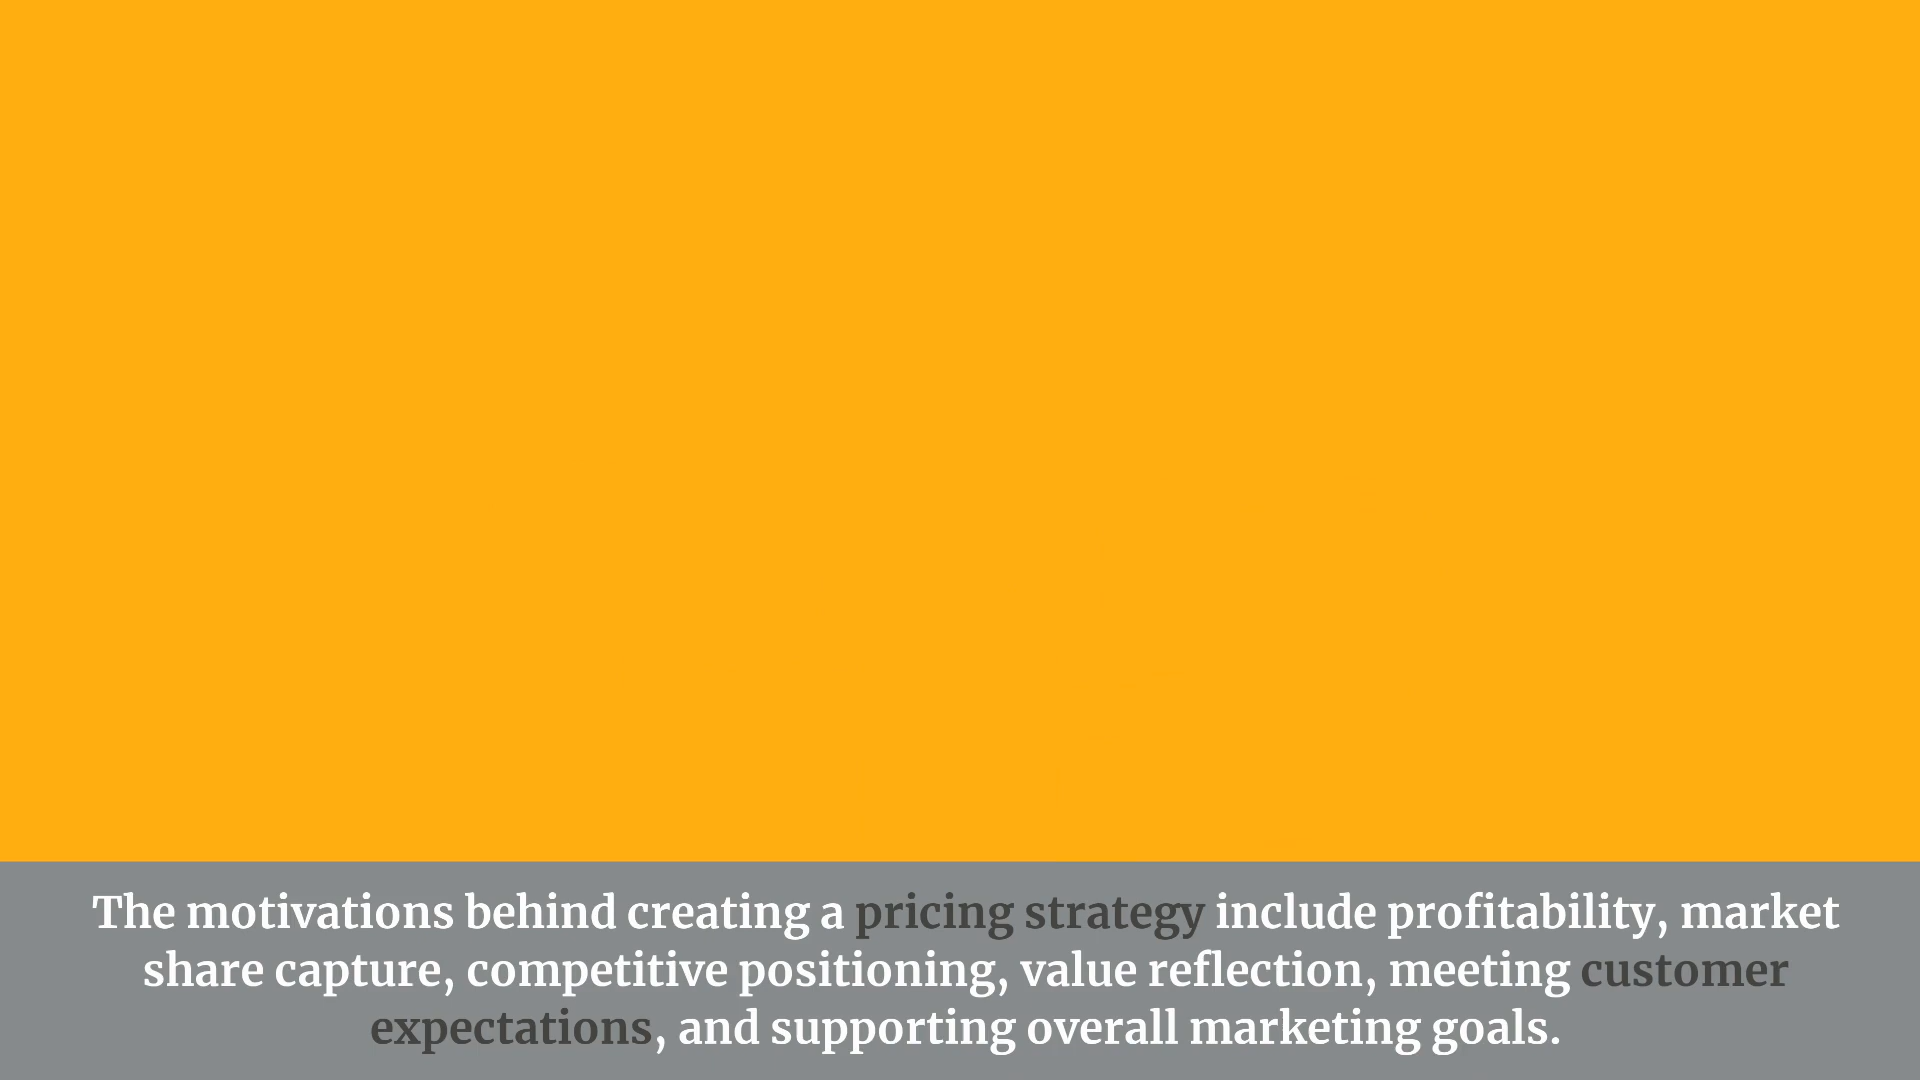 The motivations behind creating a pricing strategy include profitability, market
share capture, competitive positioning, value reflection, meeting customer
expectations, and supporting overall marketing goals.